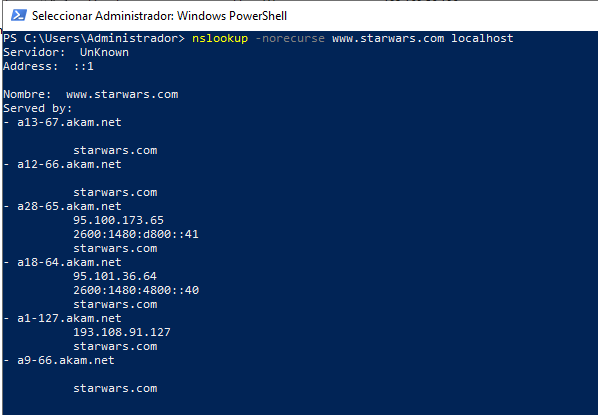 Seleccionar Administrador: Windows PowerShell
PS C:\Users\Administrador> nslookup -norecurse www.starwars.com localhost
Servidor:  UnKnown
Address:  ::1
Nombre:  www.starwars.com
Served by:
- a13-67.akam.net
starwars.com
- a12-66.akam.net
starwars.com
- a28-65.akam.net
95.100.173.65
2600:1480:d800::41
starwars.com
- a18-64.akam.net
95.101.36.64
2600:1480:4800::40
starwars.com
- a1-127.akam.net
193.108.91.127
starwars.com
- a9-66.akam.net
starwars.com